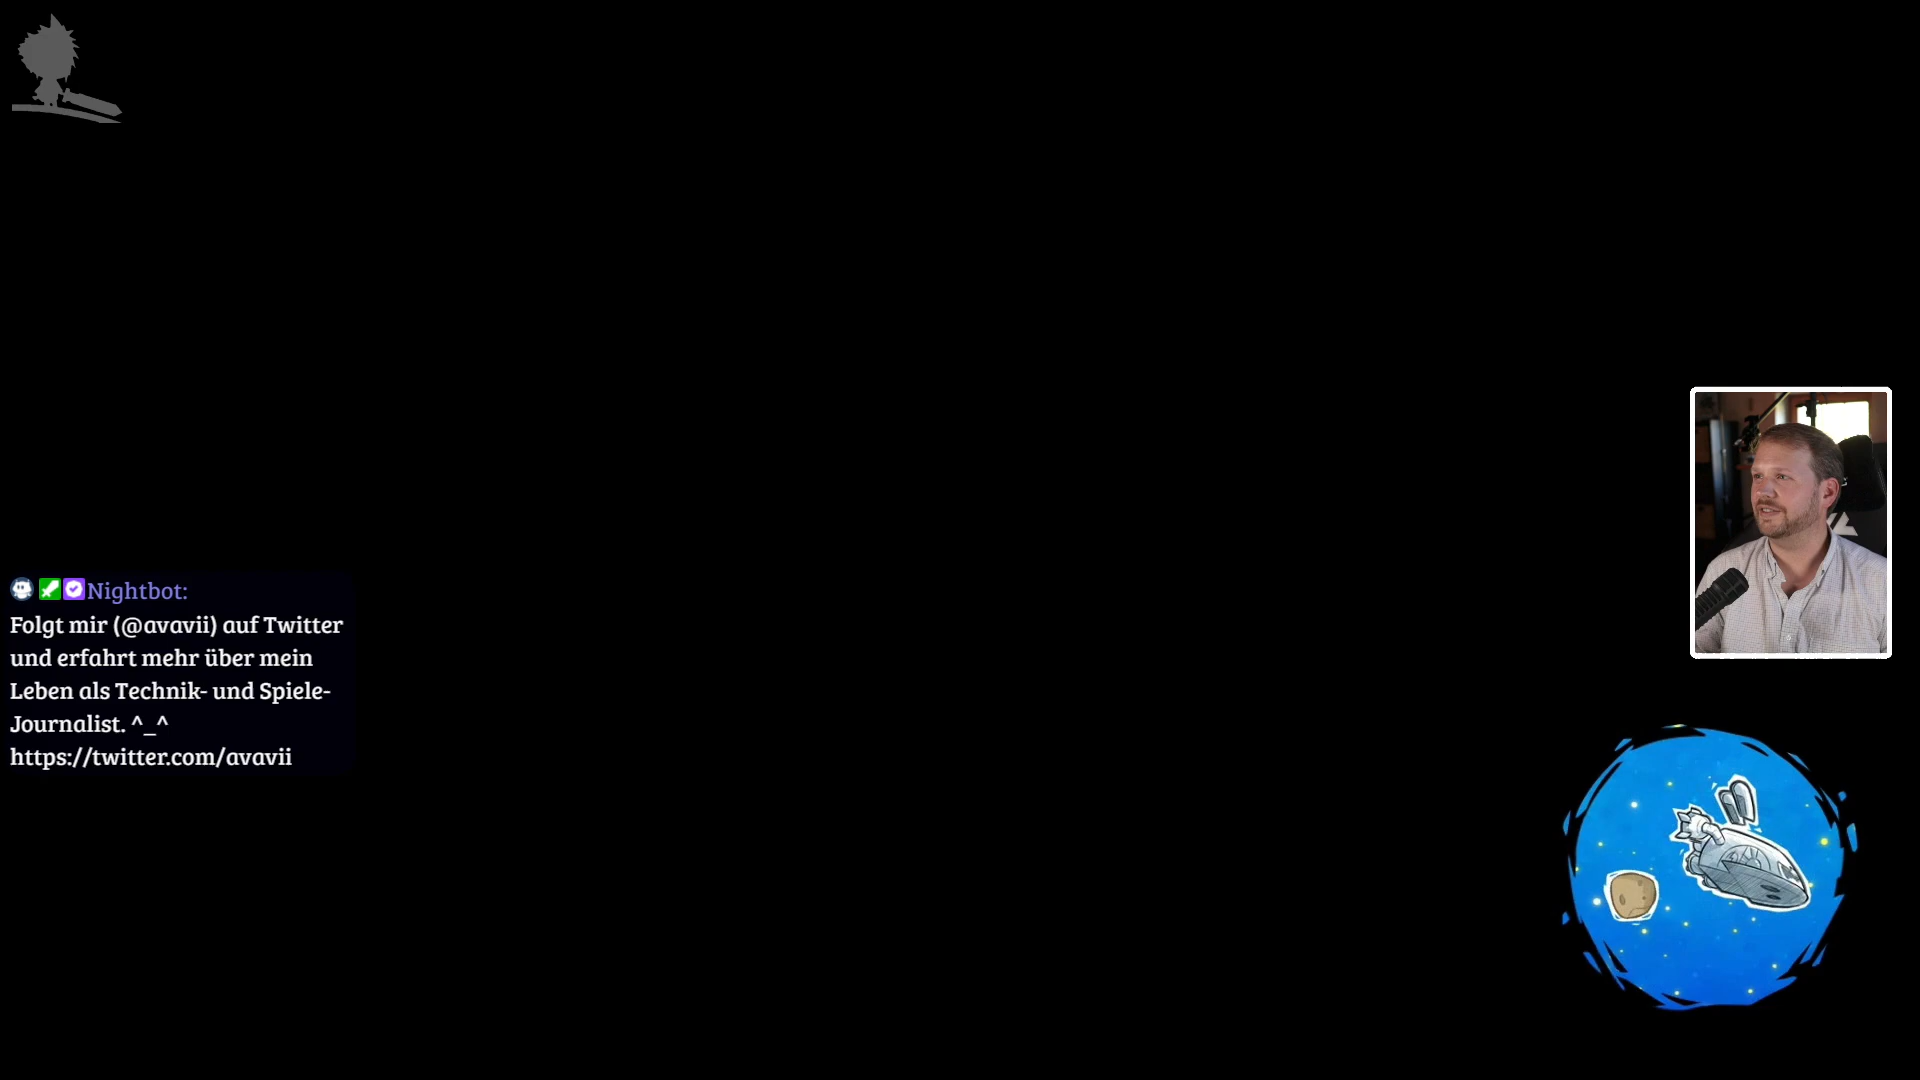 Nightbot:
Folgt mir (@avavii) auf Twitter
und erfahrt mehr über mein
Leben als Technik- und Spiele-
Journalist. ^_^
https://twitter.com/avavii